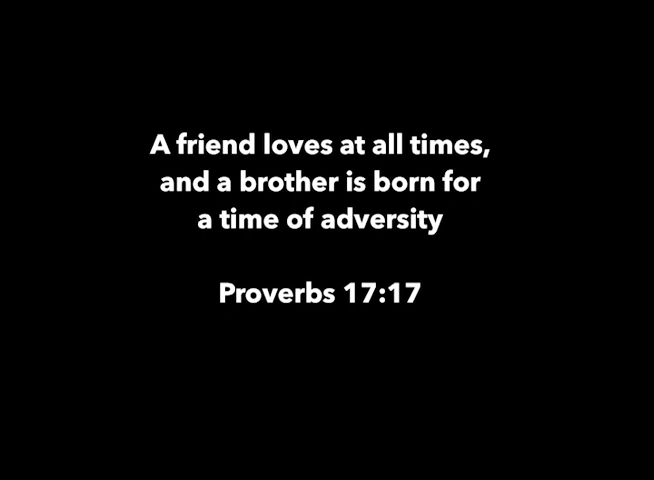 A friend loves at all times,
and a brother is born for
a time of adversity
Proverbs 17:17